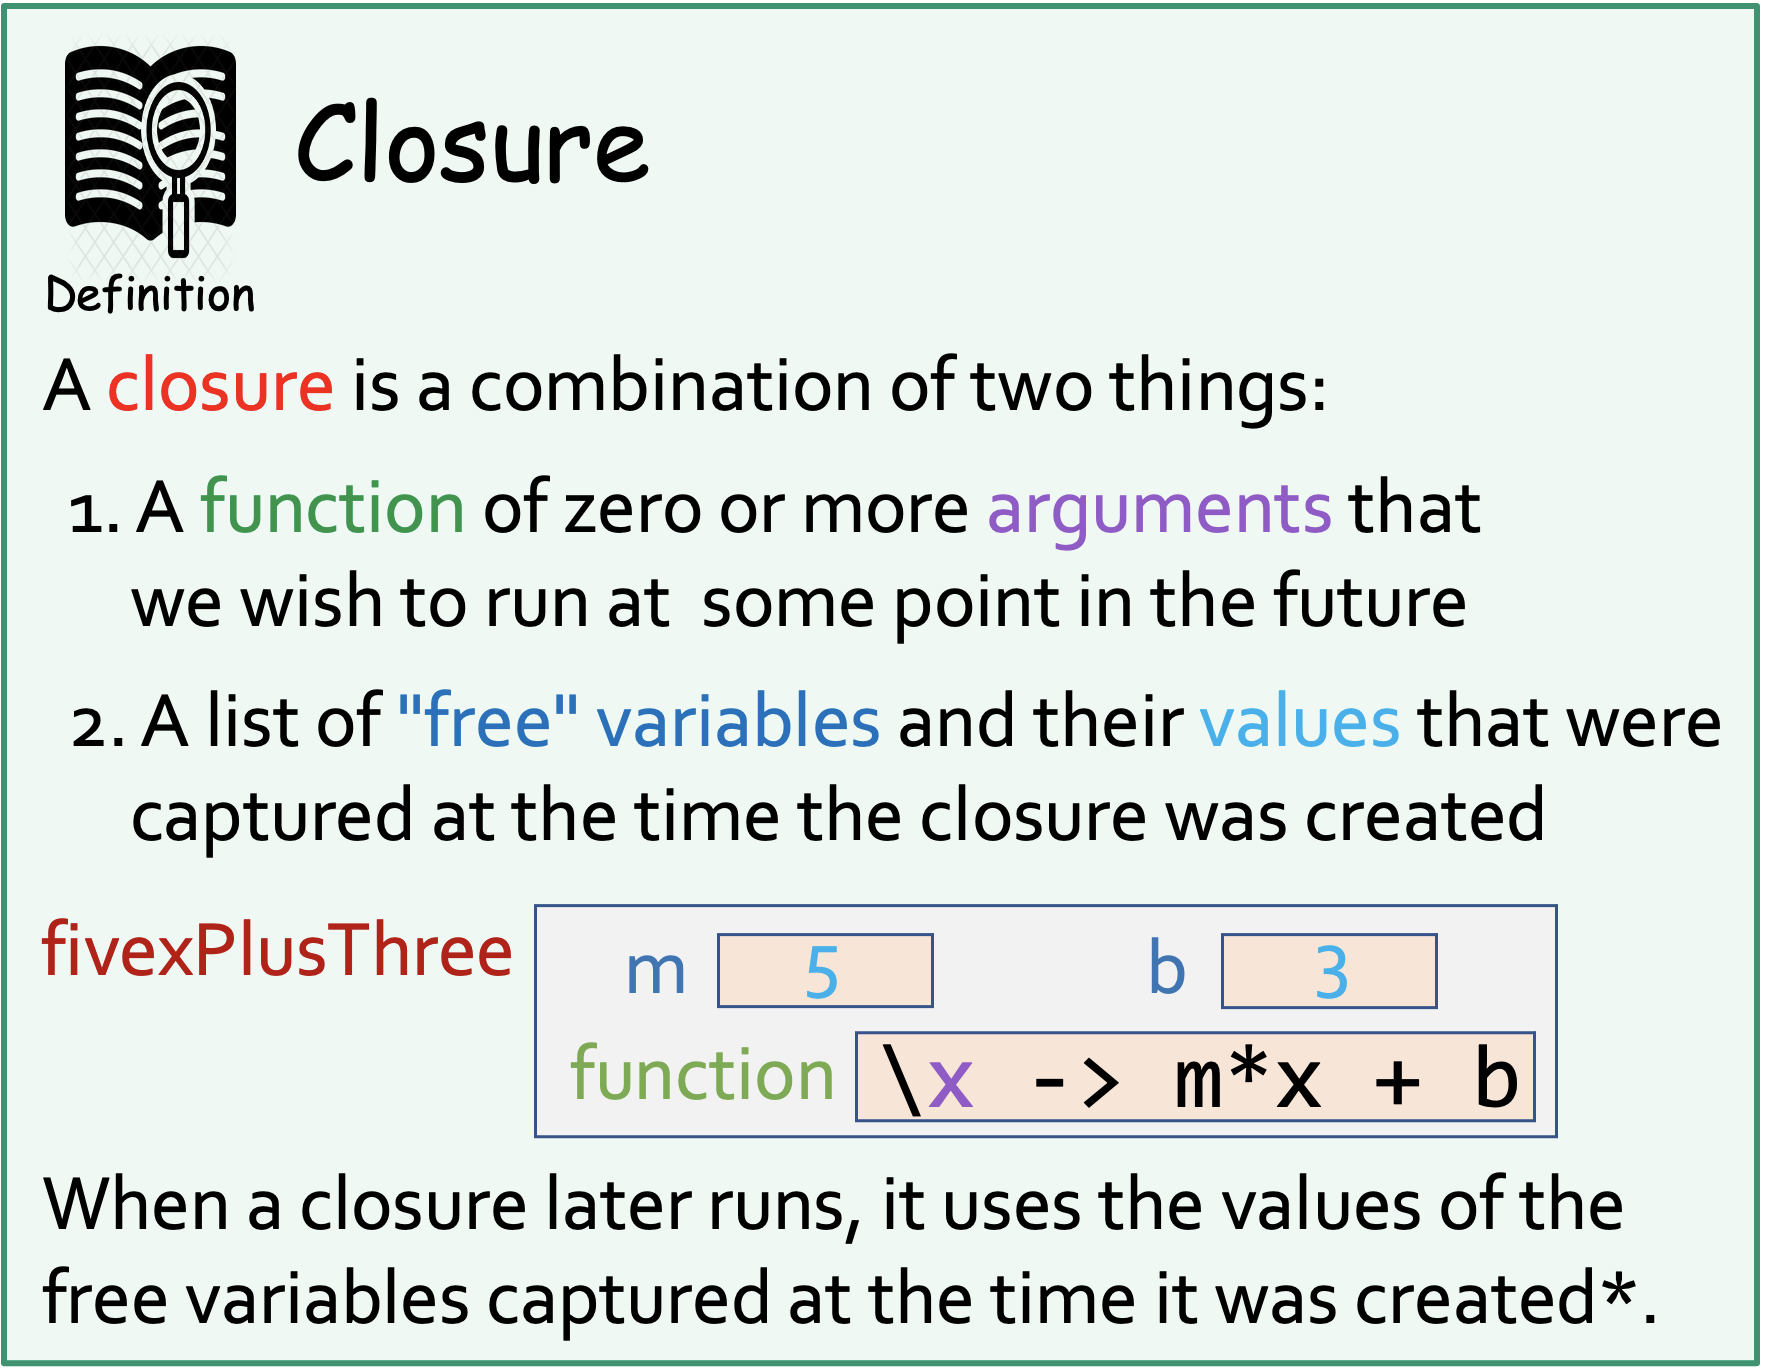 Closure
Definition
A closure is a combination of two things:
1. A function of zero or more arguments that
we wish to run at  some point in the future
2. A list of "free" variables and their values that were
captured at the time the closure was created
fivexPlusThree
m 5 b 3
function \x -> m*x + b
When a closure later runs, it uses the values of the
free variables captured at the time it was created*.